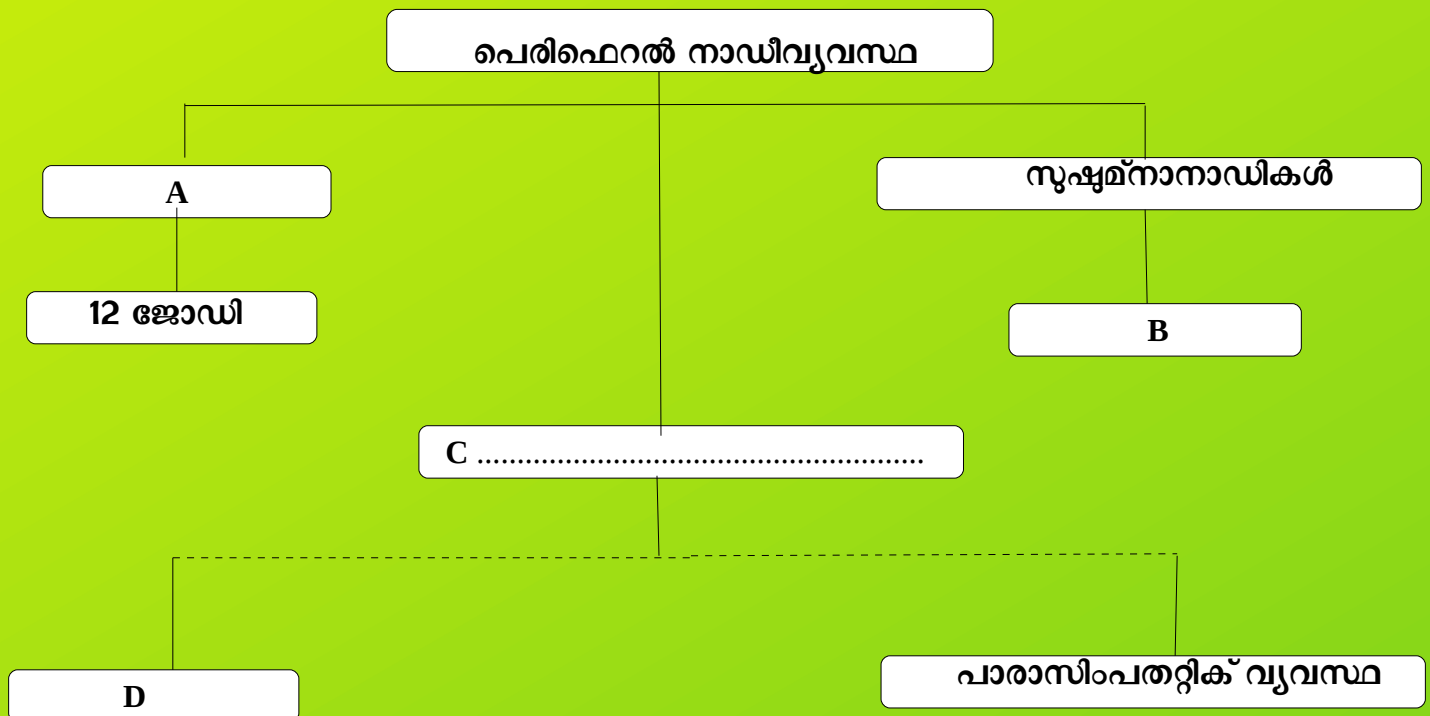 പെരിഫെറൽ നാഡീവ്യവസ്ഥ
A
സുഷുമ്നാനാഡികൾ
12 ജോഡി
B
C ........................................................
D
പാരാസിംപതറ്റിക് വ്യവസ്ഥ